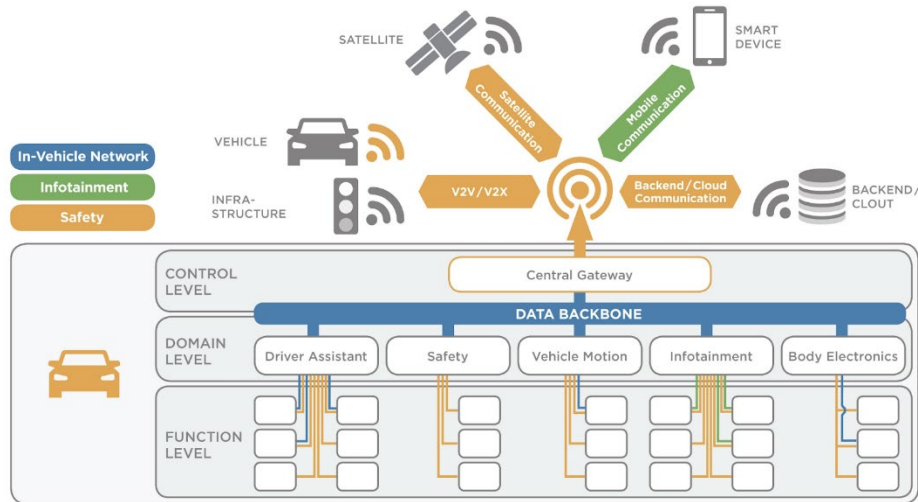 SATELLITE
SMART
DEVICE
Satellite
Communication
Mobile
Communication
VEHICLE
In-Vehicle Network
Infotainment
Safety
INFRA-
STRUCTURE
V2V/V2X
Backend/Cloud
Communication
BACKEND/
CLOUT
CONTROL
LEVEL
Central Gateway
DATA BACKBONE
DOMAIN
LEVEL
Driver Assistant
Safety
Vehicle Motion
Infotainment
Body Electronics
FUNCTION
LEVEL